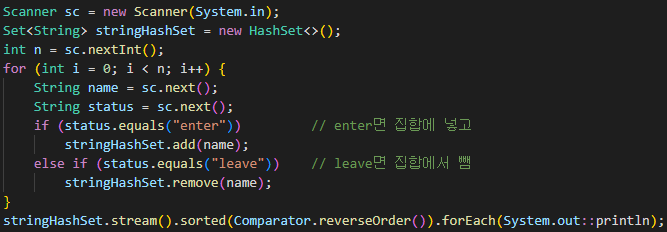 Scanner sc = new Scanner(System.in);
Set<String> stringHashSet = new HashSet<>();
int n = sc.nextInt();
for (int i = 0; i < n; i++) {
    String name = sc.next();
    String status = sc.next();
    if (status.equals("enter"))          // enter면 집합에 넣고
        stringHashSet.add(name);
    else if (status.equals("leave"))    // leave면 집합에서 뺌
        stringHashSet.remove(name);
}
stringHashSet.stream().sorted(Comparator.reverseOrder()).forEach(System.out::println);